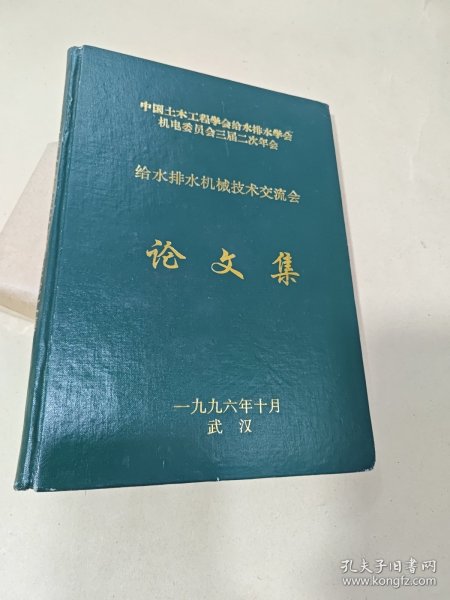 中国土木工程学会给水排水学会
机电委员会三届二次年会
给水排水机械技术交流会
论文集
一九九六年十月
武汉
孔夫子旧书网
www.kongfz.com